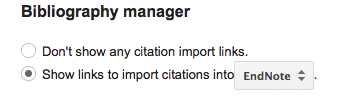 Bibliography manager
Don't show any citation import links.
Show links to import citations into EndNote .